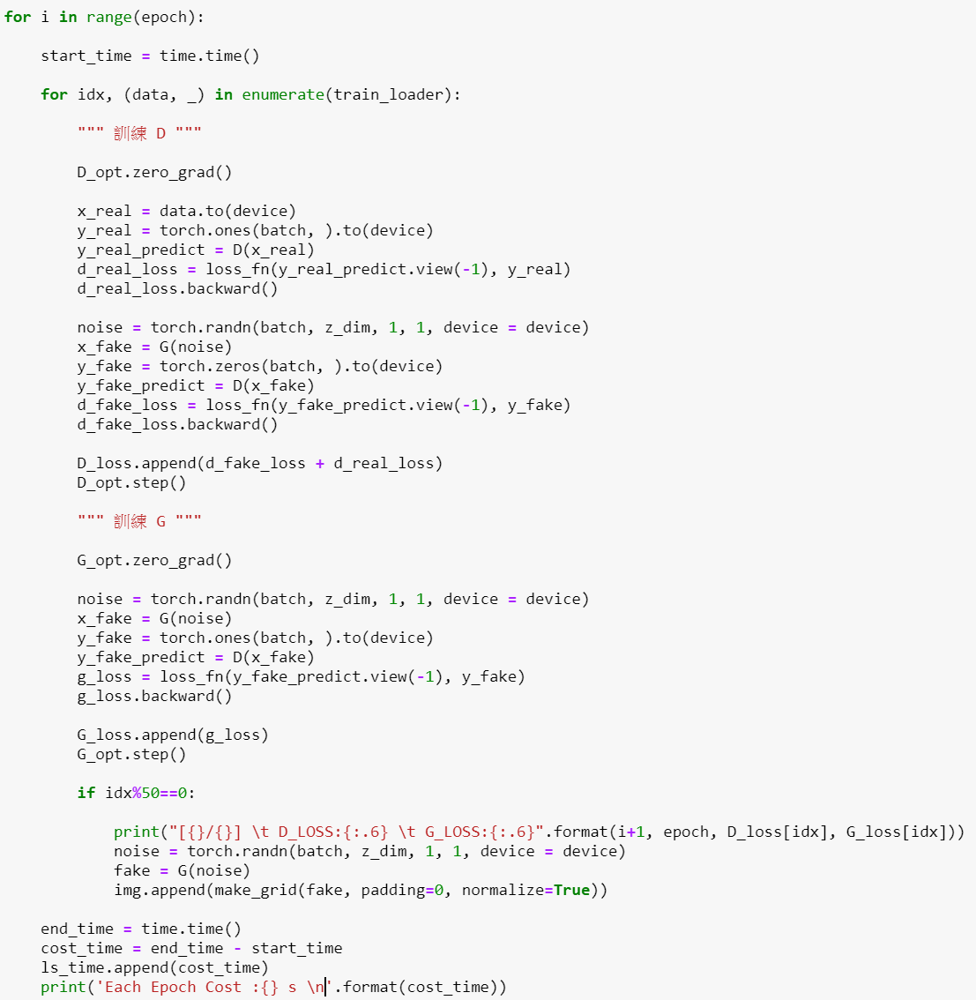 for i in range(epoch):
    start_time = time.time()
    for idx, (data, _) in enumerate(train_loader):
        """ 訓練 D """
        D_opt.zero_grad()
        x_real = data.to(device)
        y_real = torch.ones(batch, ).to(device)
        y_real_predict = D(x_real)
        d_real_loss = loss_fn(y_real_predict.view(-1), y_real)
        d_real_loss.backward()
        noise = torch.randn(batch, z_dim, 1, 1, device = device)
        x_fake = G(noise)
        y_fake = torch.zeros(batch, ).to(device)
        y_fake_predict = D(x_fake)
        d_fake_loss = loss_fn(y_fake_predict.view(-1), y_fake)
        d_fake_loss.backward()
        D_loss.append(d_fake_loss + d_real_loss)
        D_opt.step()
        """ 訓練 G """
        G_opt.zero_grad()
        noise = torch.randn(batch, z_dim, 1, 1, device = device)
        x_fake = G(noise)
        y_fake = torch.ones(batch, ).to(device)
        y_fake_predict = D(x_fake)
        g_loss = loss_fn(y_fake_predict.view(-1), y_fake)
        g_loss.backward()
        G_loss.append(g_loss)
        G_opt.step()
        if idx%50==0:
            print("[{}/{}] \t D_LOSS:{:.6} \t G_LOSS:{:.6}".format(i+1, epoch, D_loss[idx], G_loss[idx]))
            noise = torch.randn(batch, z_dim, 1, 1, device = device)
            fake = G(noise)
            img.append(make_grid(fake, padding=0, normalize=True))
    end_time = time.time()
    cost_time = end_time - start_time
    ls_time.append(cost_time)
    print('Each Epoch Cost :{} s \n'.format(cost_time))